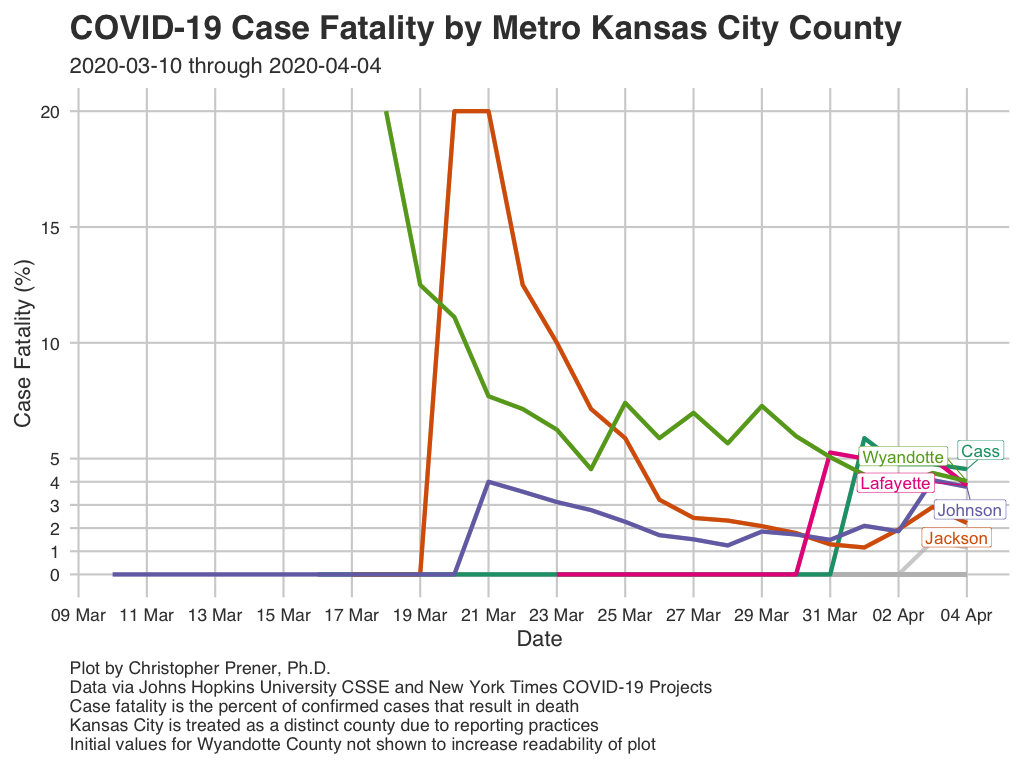 COVID-19 Case Fatality by Metro Kansas City County
2020-03-10 through 2020-04-04
Case Fatality (%)
20
15
10
5
4
3
2
1
0
Wyandotte
Cass
Lafayette
Johnson
Jackson
09 Mar 11 Mar 13 Mar 15 Mar 17 Mar 19 Mar 21 Mar 23 Mar 25 Mar 27 Mar 29 Mar 31 Mar 02 Apr 04 Apr
Date
Plot by Christopher Prener, Ph.D.
Data via Johns Hopkins University CSSE and New York Times COVID-19 Projects
Case fatality is the percent of confirmed cases that result in death
Kansas City is treated as a distinct county due to reporting practices
Initial values for Wyandotte County not shown to increase readability of plot